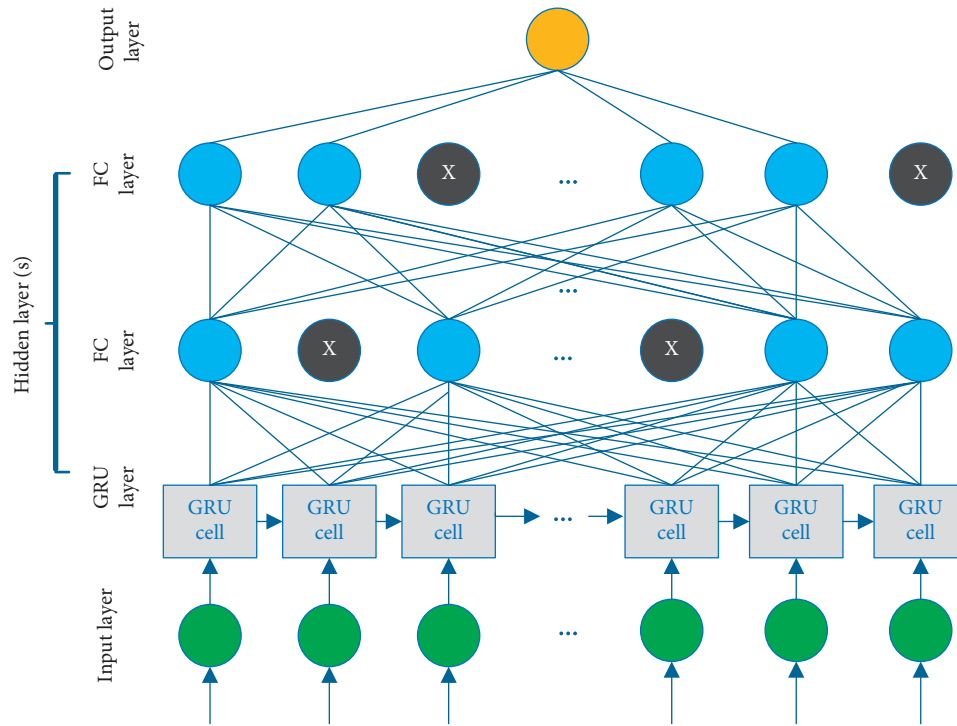 Output
layer
FC
layer
X
...
X
Hidden layer (s)
...
FC
layer
X
...
X
GRU
layer
GRU
cell
GRU
cell
GRU
cell
...
GRU
cell
GRU
cell
GRU
cell
Input layer
...